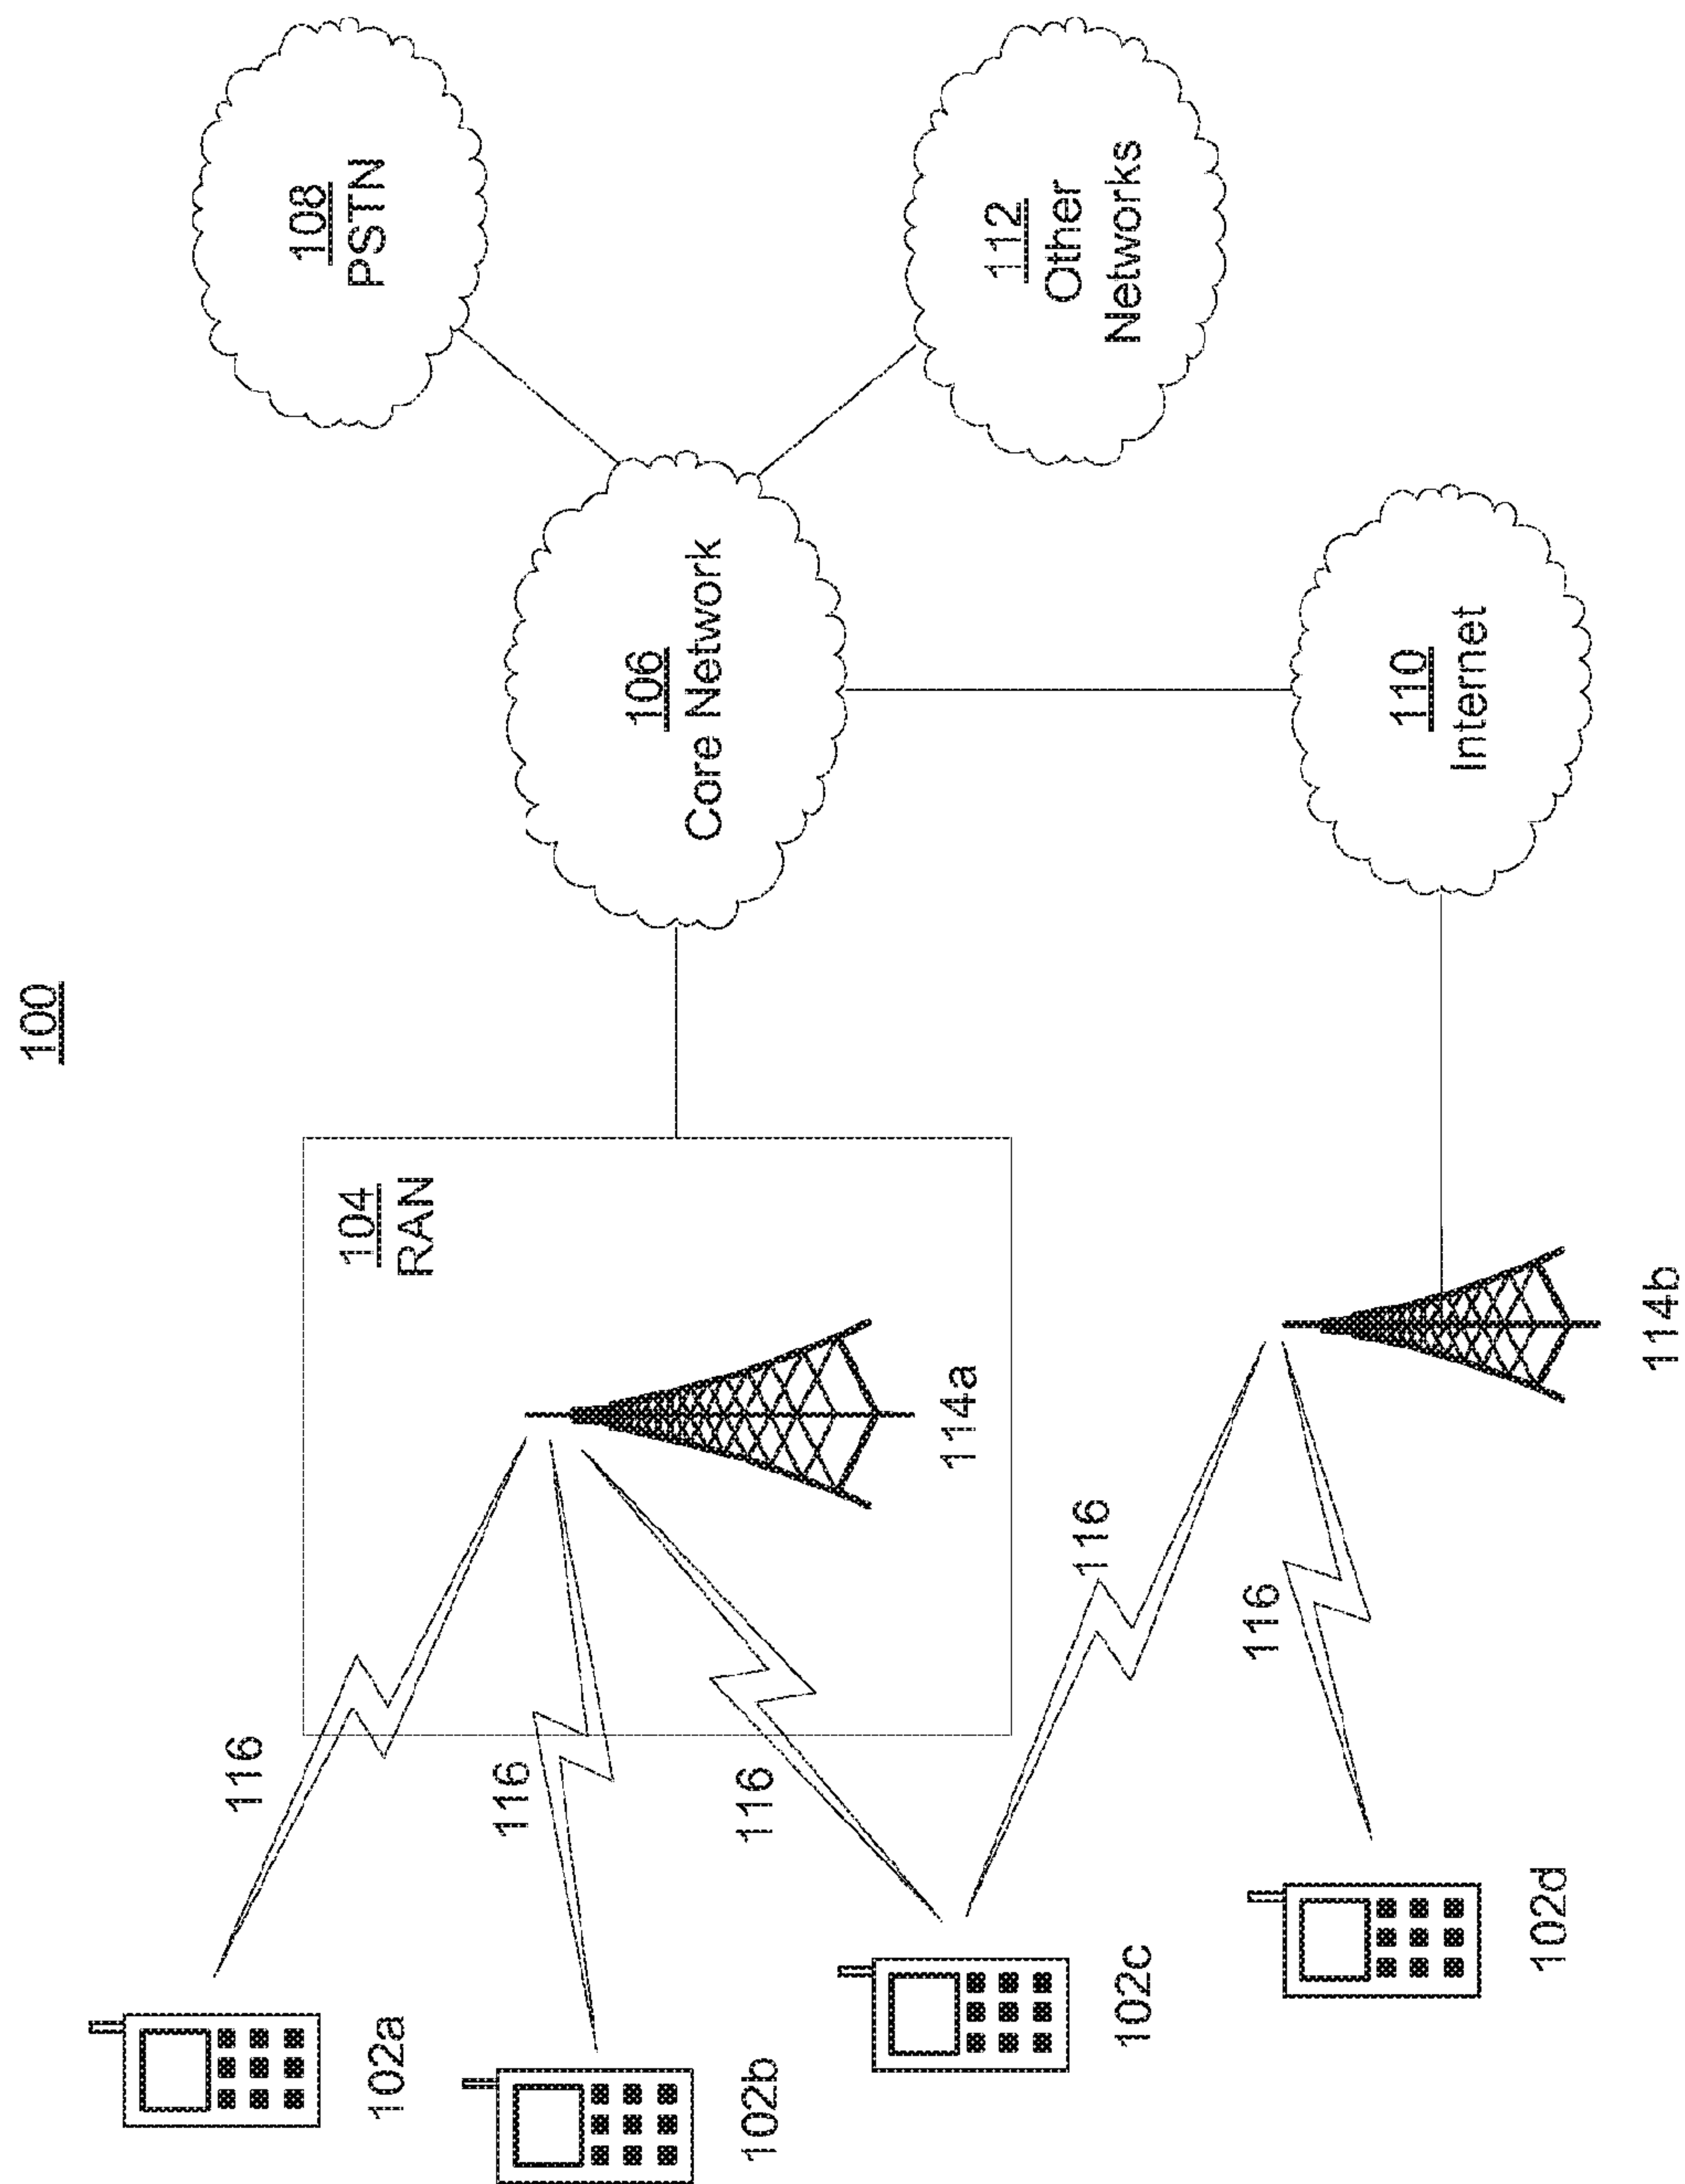 100
102a
116
104
RAN
108
PSTN
102b
116
106
Core Network
114a
116
112
Other
Networks
102c
116
116
102d
114b
110
Internet